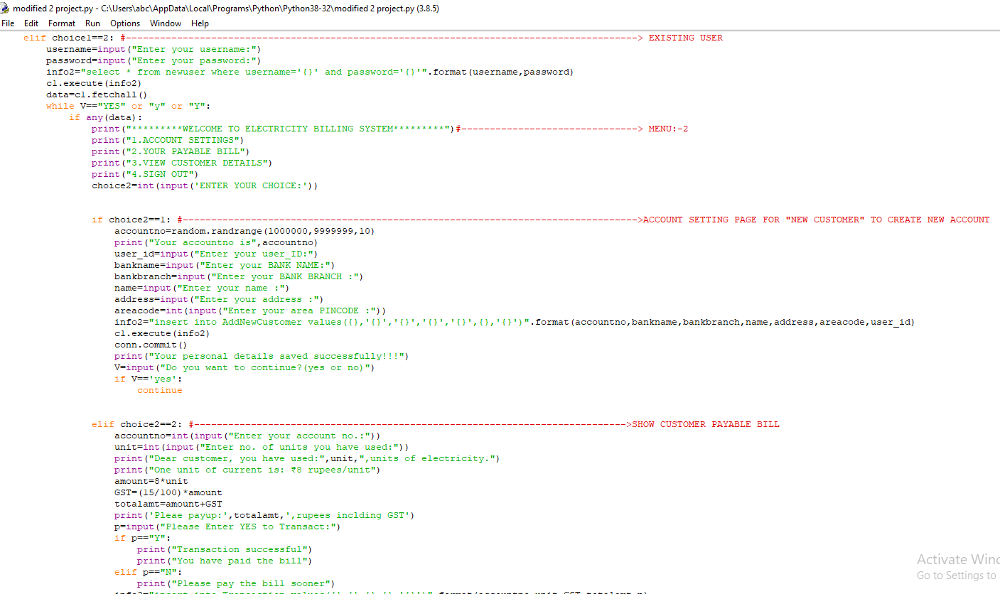 modified 2 project.py - C:\Users\abc\AppData\Local\Programs\Python\Python38-32\modified 2 project.py (3.8.5)
File Edit Format Run Options Window Help
elif choice1==2: #------------------------------------------------------------------------------------------> EXISTING USER
username=input("Enter your username:")
password=input("Enter your password:")
info2="select * from newuser where username='{}' and password='{}'".format(username,password)
c1.execute(info2)
data=c1.fetchall()
while V=="YES" or "y" or "Y":
if any(data):
print("*********WELCOME TO ELECTRICITY BILLING SYSTEM*********")#-------------------------------> MENU:-2
print("1.ACCOUNT SETTINGS")
print("2.YOUR PAYABLE BILL")
print("3.VIEW CUSTOMER DETAILS")
print("4.SIGN OUT")
choice2=int(input('ENTER YOUR CHOICE:'))
if choice2==1: #-------------------------------------------------------------------------------->ACCOUNT SETTING PAGE FOR "NEW CUSTOMER" TO CREATE NEW ACCOUNT
accountno=random.randrange(1000000,9999999,10)
print("Your accountno is",accountno)
user_id=input("Enter your user_ID:")
bankname=input("Enter your BANK NAME:")
bankbranch=input("Enter your BANK BRANCH :")
name=input("Enter your name :")
address=input("Enter your address :")
areacode=int(input("Enter your area PINCODE :"))
info2="insert into AddNewCustomer values({},'{}','{}','{}','{}',{},'{}')".format(accountno,bankname,bankbranch,name,address,areacode,user_id)
c1.execute(info2)
conn.commit()
print("Your personal details saved successfully!!!")
V=input("Do you want to continue?(yes or no)")
if V=='yes':
continue
elif choice2==2: #---------------------------------------------------------------------------->SHOW CUSTOMER PAYABLE BILL
accountno=int(input("Enter your account no.:"))
unit=int(input("Enter no. of units you have used:"))
print("Dear customer, you have used:",unit,",units of electricity.")
print("One unit of current is: ₹8 rupees/unit")
amount=8*unit
GST=(15/100)*amount
totalamt=amount+GST
print('Pleae payup:',totalamt,',rupees inclding GST')
p=input("Please Enter YES to Transact:")
if p=="Y":
print("Transaction successful")
print("You have paid the bill")
elif p=="N":
print("Please pay the bill sooner")
info2="insert into Transaction values({},{},{},{},'{}')".format(accountno,unit,GST,totalamt,p)
Activate Wind
Go to Settings to